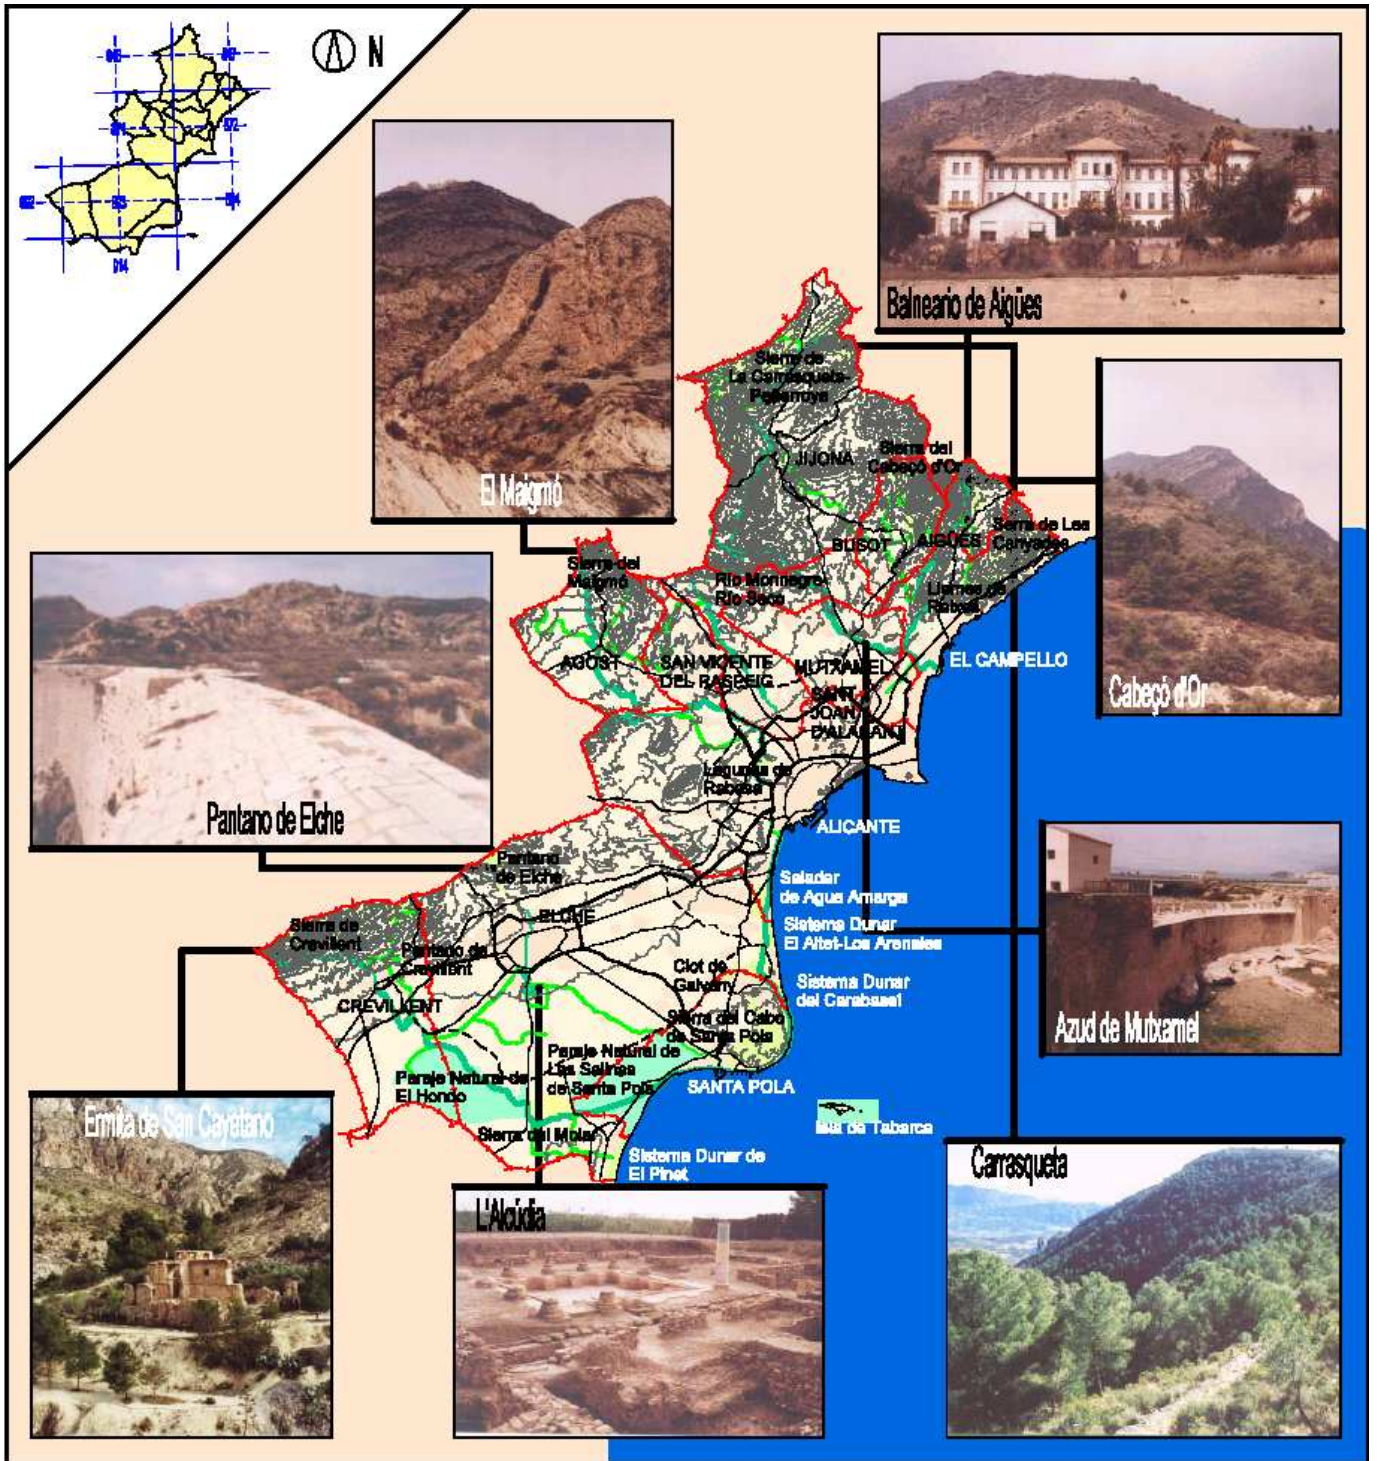 N
Balneario de Aigües
El Maigmó
Cabeçó d'Or
Pantano de Elche
Azud de Mutxamel
Ermita de San Cayetano
L'Alcúdia
Carrasqueta
Sierra de
La Carrasqueta-
JIJONA
Sierra del
Cabeçó d'Or
BUSOT
AIGÜES
Serra de Les
Canyades
Sierra del
Maigmó
Río Monnegre-
Río Seco
Llomes de
AGOST
SAN VICENTE
DEL RASPEIG
MUTXAMEL
EL CAMPELLO
SANT
JOAN
D'ALACANT
Lagunas de
Rabasa
ALICANTE
Pantano
de Elche
Salader
de Agua Amarga
ELCHE
Sistema Dunar
El Altet-Los Arenales
Sierra de
Crevillent
Pantano de
Crevillent
Clot de
Galvany
Sistema Dunar
del Carabassí
CREVILLENT
Sierra del Cabo
de Santa Pola
Paraje Natural de
Las Salinas
de Santa Pola
Paraje Natural de
El Hondo
SANTA POLA
Sierra del Molar
Isla de Tabarca
Sistema Dunar de
El Pinet